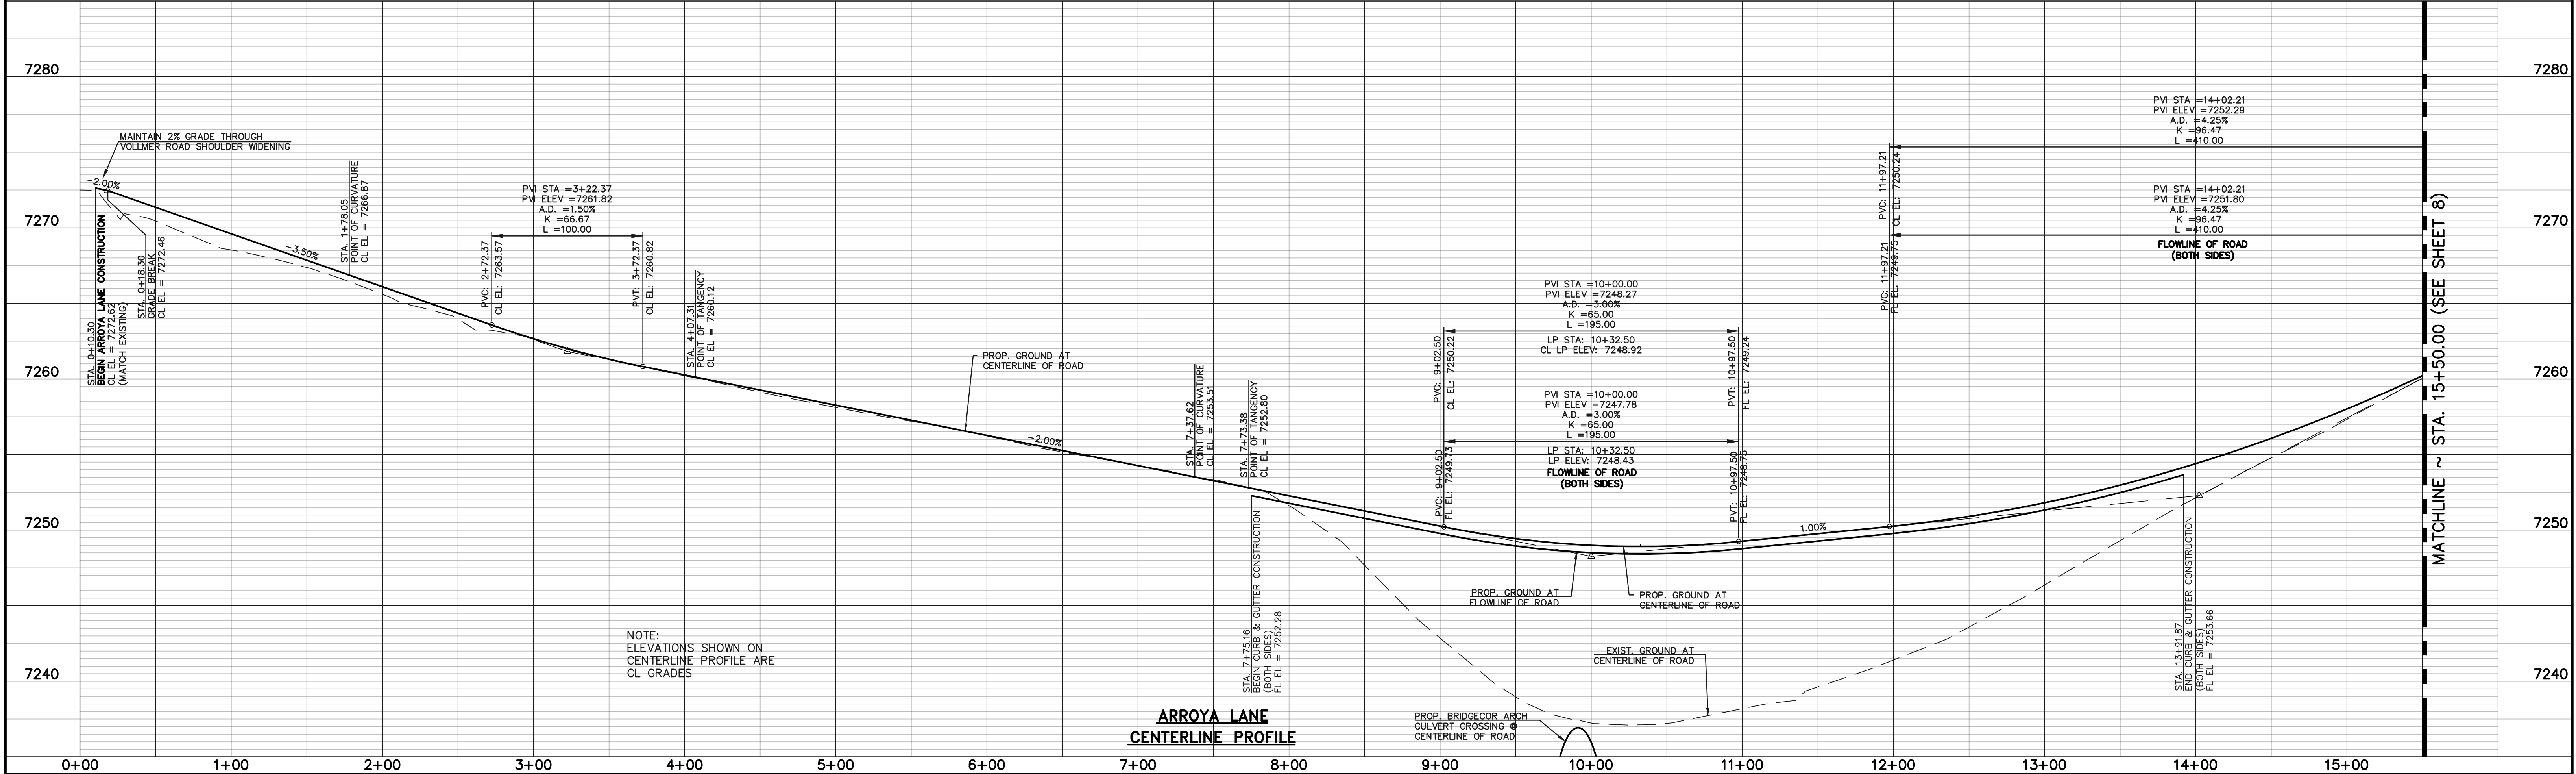 7280
7270
7260
7250
7240
MAINTAIN 2% GRADE THROUGH
VOLLMER ROAD SHOULDER WIDENING
-2.00%
STA. 0+10.30
BEGIN ARROYA LANE CONSTRUCTION
CL EL = 7272.62
(MATCH EXISTING)
STA. 0+18.30
GRADE BREAK
CL EL = 7272.46
-3.50%
STA. 1+78.05
POINT OF CURVATURE
CL EL = 7266.87
PVI STA =3+22.37
PVI ELEV =7261.82
A.D. =1.50%
K =66.67
L =100.00
PVC: 2+72.37
CL EL: 7263.57
PVT: 3+72.37
CL EL: 7260.82
STA. 4+07.31
POINT OF TANGENCY
CL EL = 7260.12
PROP. GROUND AT
CENTERLINE OF ROAD
-2.00%
STA. 7+37.62
POINT OF CURVATURE
CL EL = 7253.51
STA. 7+73.38
POINT OF TANGENCY
CL EL = 7252.80
STA. 7+75.16
BEGIN CURB & GUTTER CONSTRUCTION
(BOTH SIDES)
FL EL = 7252.28
PVI STA =10+00.00
PVI ELEV =7248.27
A.D. =3.00%
K =65.00
L =195.00
LP STA: 10+32.50
CL LP ELEV: 7248.92
PVC: 9+02.50
CL EL: 7250.22
PVT: 10+97.50
FL EL: 7249.24
PVI STA =10+00.00
PVI ELEV =7247.78
A.D. =3.00%
K =65.00
L =195.00
LP STA: 10+32.50
LP ELEV: 7248.43
FLOWLINE OF ROAD
(BOTH SIDES)
PVC: 9+02.50
FL EL: 7249.73
PVT: 10+97.50
FL EL: 7248.75
PROP. GROUND AT
FLOWLINE OF ROAD
PROP. GROUND AT
CENTERLINE OF ROAD
EXIST. GROUND AT
CENTERLINE OF ROAD
PROP. BRIDGECOR ARCH
CULVERT CROSSING @
CENTERLINE OF ROAD
1.00%
PVI STA =14+02.21
PVI ELEV =7252.29
A.D. =4.25%
K =96.47
L =410.00
PVC: 11+97.21
CL EL: 7250.24
PVI STA =14+02.21
PVI ELEV =7251.80
A.D. =4.25%
K =96.47
L =410.00
FLOWLINE OF ROAD
(BOTH SIDES)
PVC: 11+97.21
FL EL: 7249.75
STA. 13+91.87
END CURB & GUTTER CONSTRUCTION
(BOTH SIDES)
FL EL = 7253.66
MATCHLINE ~ STA. 15+50.00 (SEE SHEET 8)
7280
7270
7260
7250
7240
NOTE:
ELEVATIONS SHOWN ON
CENTERLINE PROFILE ARE
CL GRADES
ARROYA LANE
CENTERLINE PROFILE
0+00 1+00 2+00 3+00 4+00 5+00 6+00 7+00 8+00 9+00 10+00 11+00 12+00 13+00 14+00 15+00